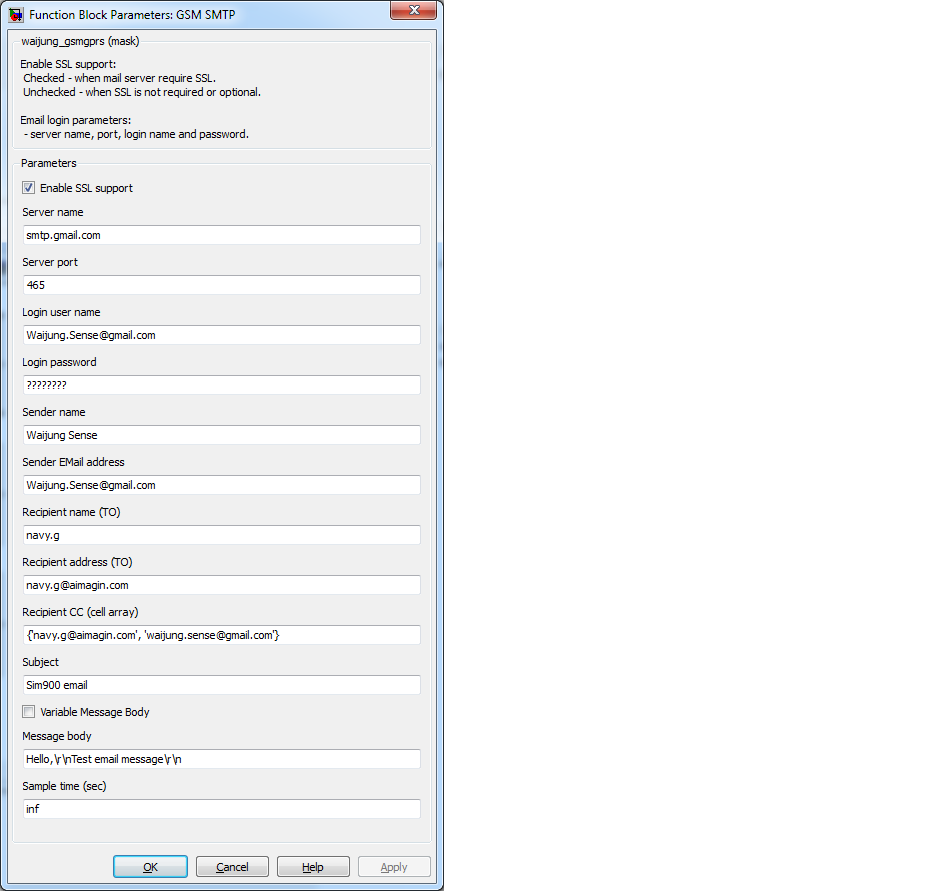 Function Block Parameters: GSM SMTP
waijung_gsmgprs (mask)
Enable SSL support:
Checked - when mail server require SSL.
Unchecked - when SSL is not required or optional.
Email login parameters:
- server name, port, login name and password.
Parameters
Enable SSL support
Server name
smtp.gmail.com
Server port
465
Login user name
Waijung.Sense@gmail.com
Login password
????????
Sender name
Waijung Sense
Sender EMail address
Waijung.Sense@gmail.com
Recipient name (TO)
navy.g
Recipient address (TO)
navy.g@aimagin.com
Recipient CC (cell array)
{'navy.g@aimagin.com', 'waijung.sense@gmail.com'}
Subject
Sim900 email
Variable Message Body
Message body
Hello,\r\nTest email message\r\n
Sample time (sec)
inf
OK Cancel Help Apply